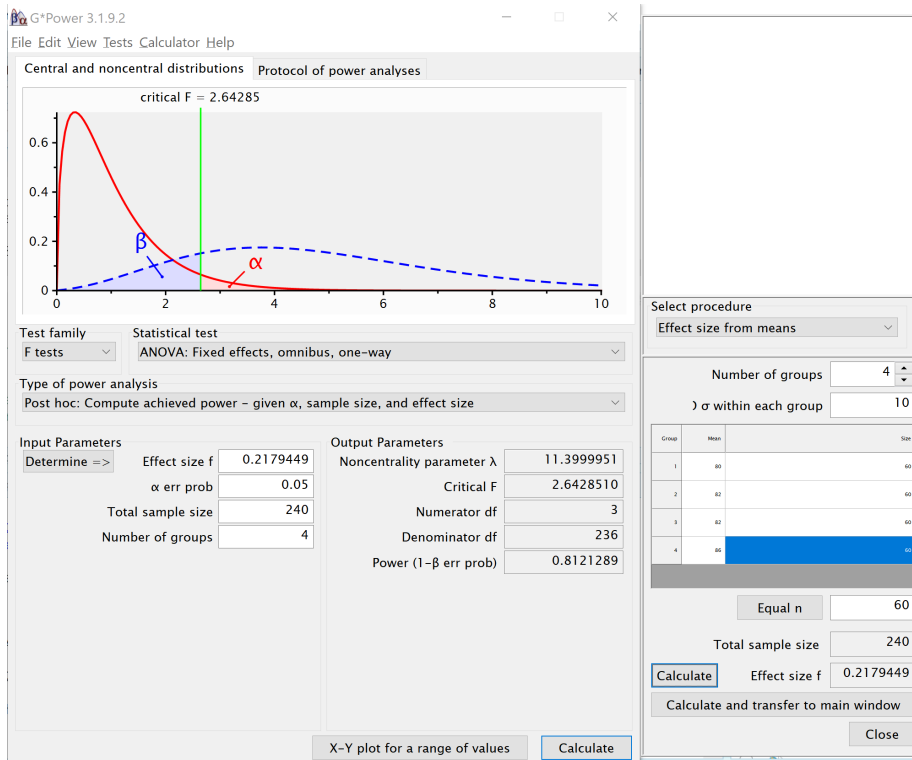 G*Power 3.1.9.2
File Edit View Tests Calculator Help
Central and noncentral distributions Protocol of power analyses
critical F = 2.64285
0.6
0.4
0.2
0
β
α
0 2 4 6 8 10
Test family Statistical test
F tests ANOVA: Fixed effects, omnibus, one-way
Type of power analysis
Post hoc: Compute achieved power - given α, sample size, and effect size
Input Parameters
Determine => Effect size f 0.2179449
α err prob 0.05
Total sample size 240
Number of groups 4
Output Parameters
Noncentrality parameter λ 11.3999951
Critical F 2.6428510
Numerator df 3
Denominator df 236
Power (1-β err prob) 0.8121289
X-Y plot for a range of values Calculate
Select procedure
Effect size from means
Number of groups 4
σ within each group 10
Group Mean Size
1 80 60
2 82 60
3 82 60
4 86 60
Equal n 60
Total sample size 240
Calculate Effect size f 0.2179449
Calculate and transfer to main window
Close